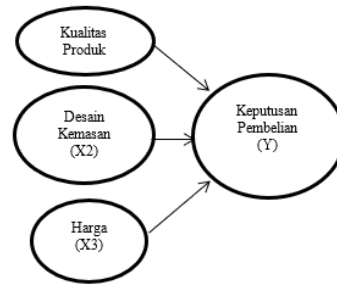 Kualitas
Produk
Desain
Kemasan
(X2)
Keputusan
Pembelian
(Y)
Harga
(X3)